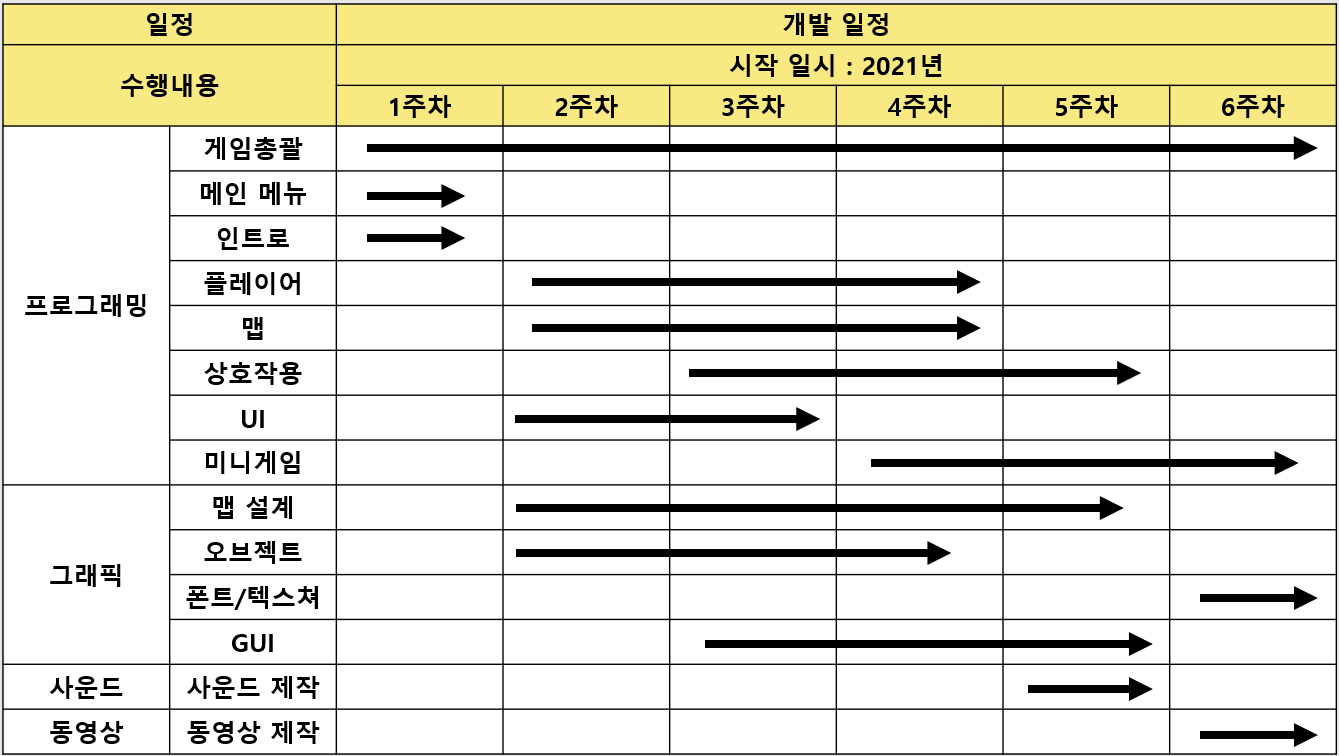 일정
개발 일정
수행내용
시작 일시 : 2021년
1주차
2주차
3주차
4주차
5주차
6주차
프로그래밍
게임총괄
메인 메뉴
인트로
플레이어
맵
상호작용
UI
미니게임
그래픽
맵 설계
오브젝트
폰트/텍스쳐
GUI
사운드
사운드 제작
동영상
동영상 제작